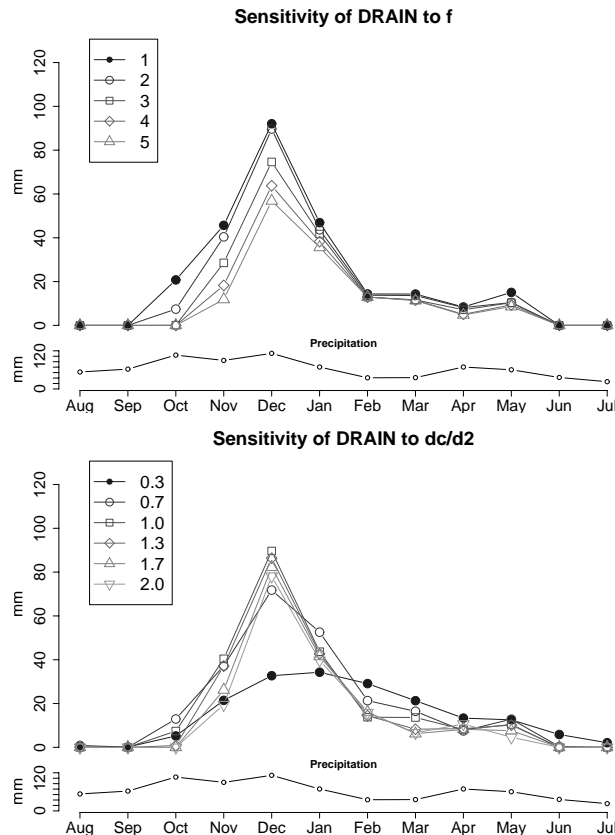 Sensitivity of DRAIN to f
120
100
80
60
40
20
0
mm
1
2
3
4
5
Precipitation
120
0
mm
Aug Sep Oct Nov Dec Jan Feb Mar Apr May Jun Jul
Sensitivity of DRAIN to dc/d2
120
100
80
60
40
20
0
mm
0.3
0.7
1.0
1.3
1.7
2.0
Precipitation
120
0
mm
Aug Sep Oct Nov Dec Jan Feb Mar Apr May Jun Jul